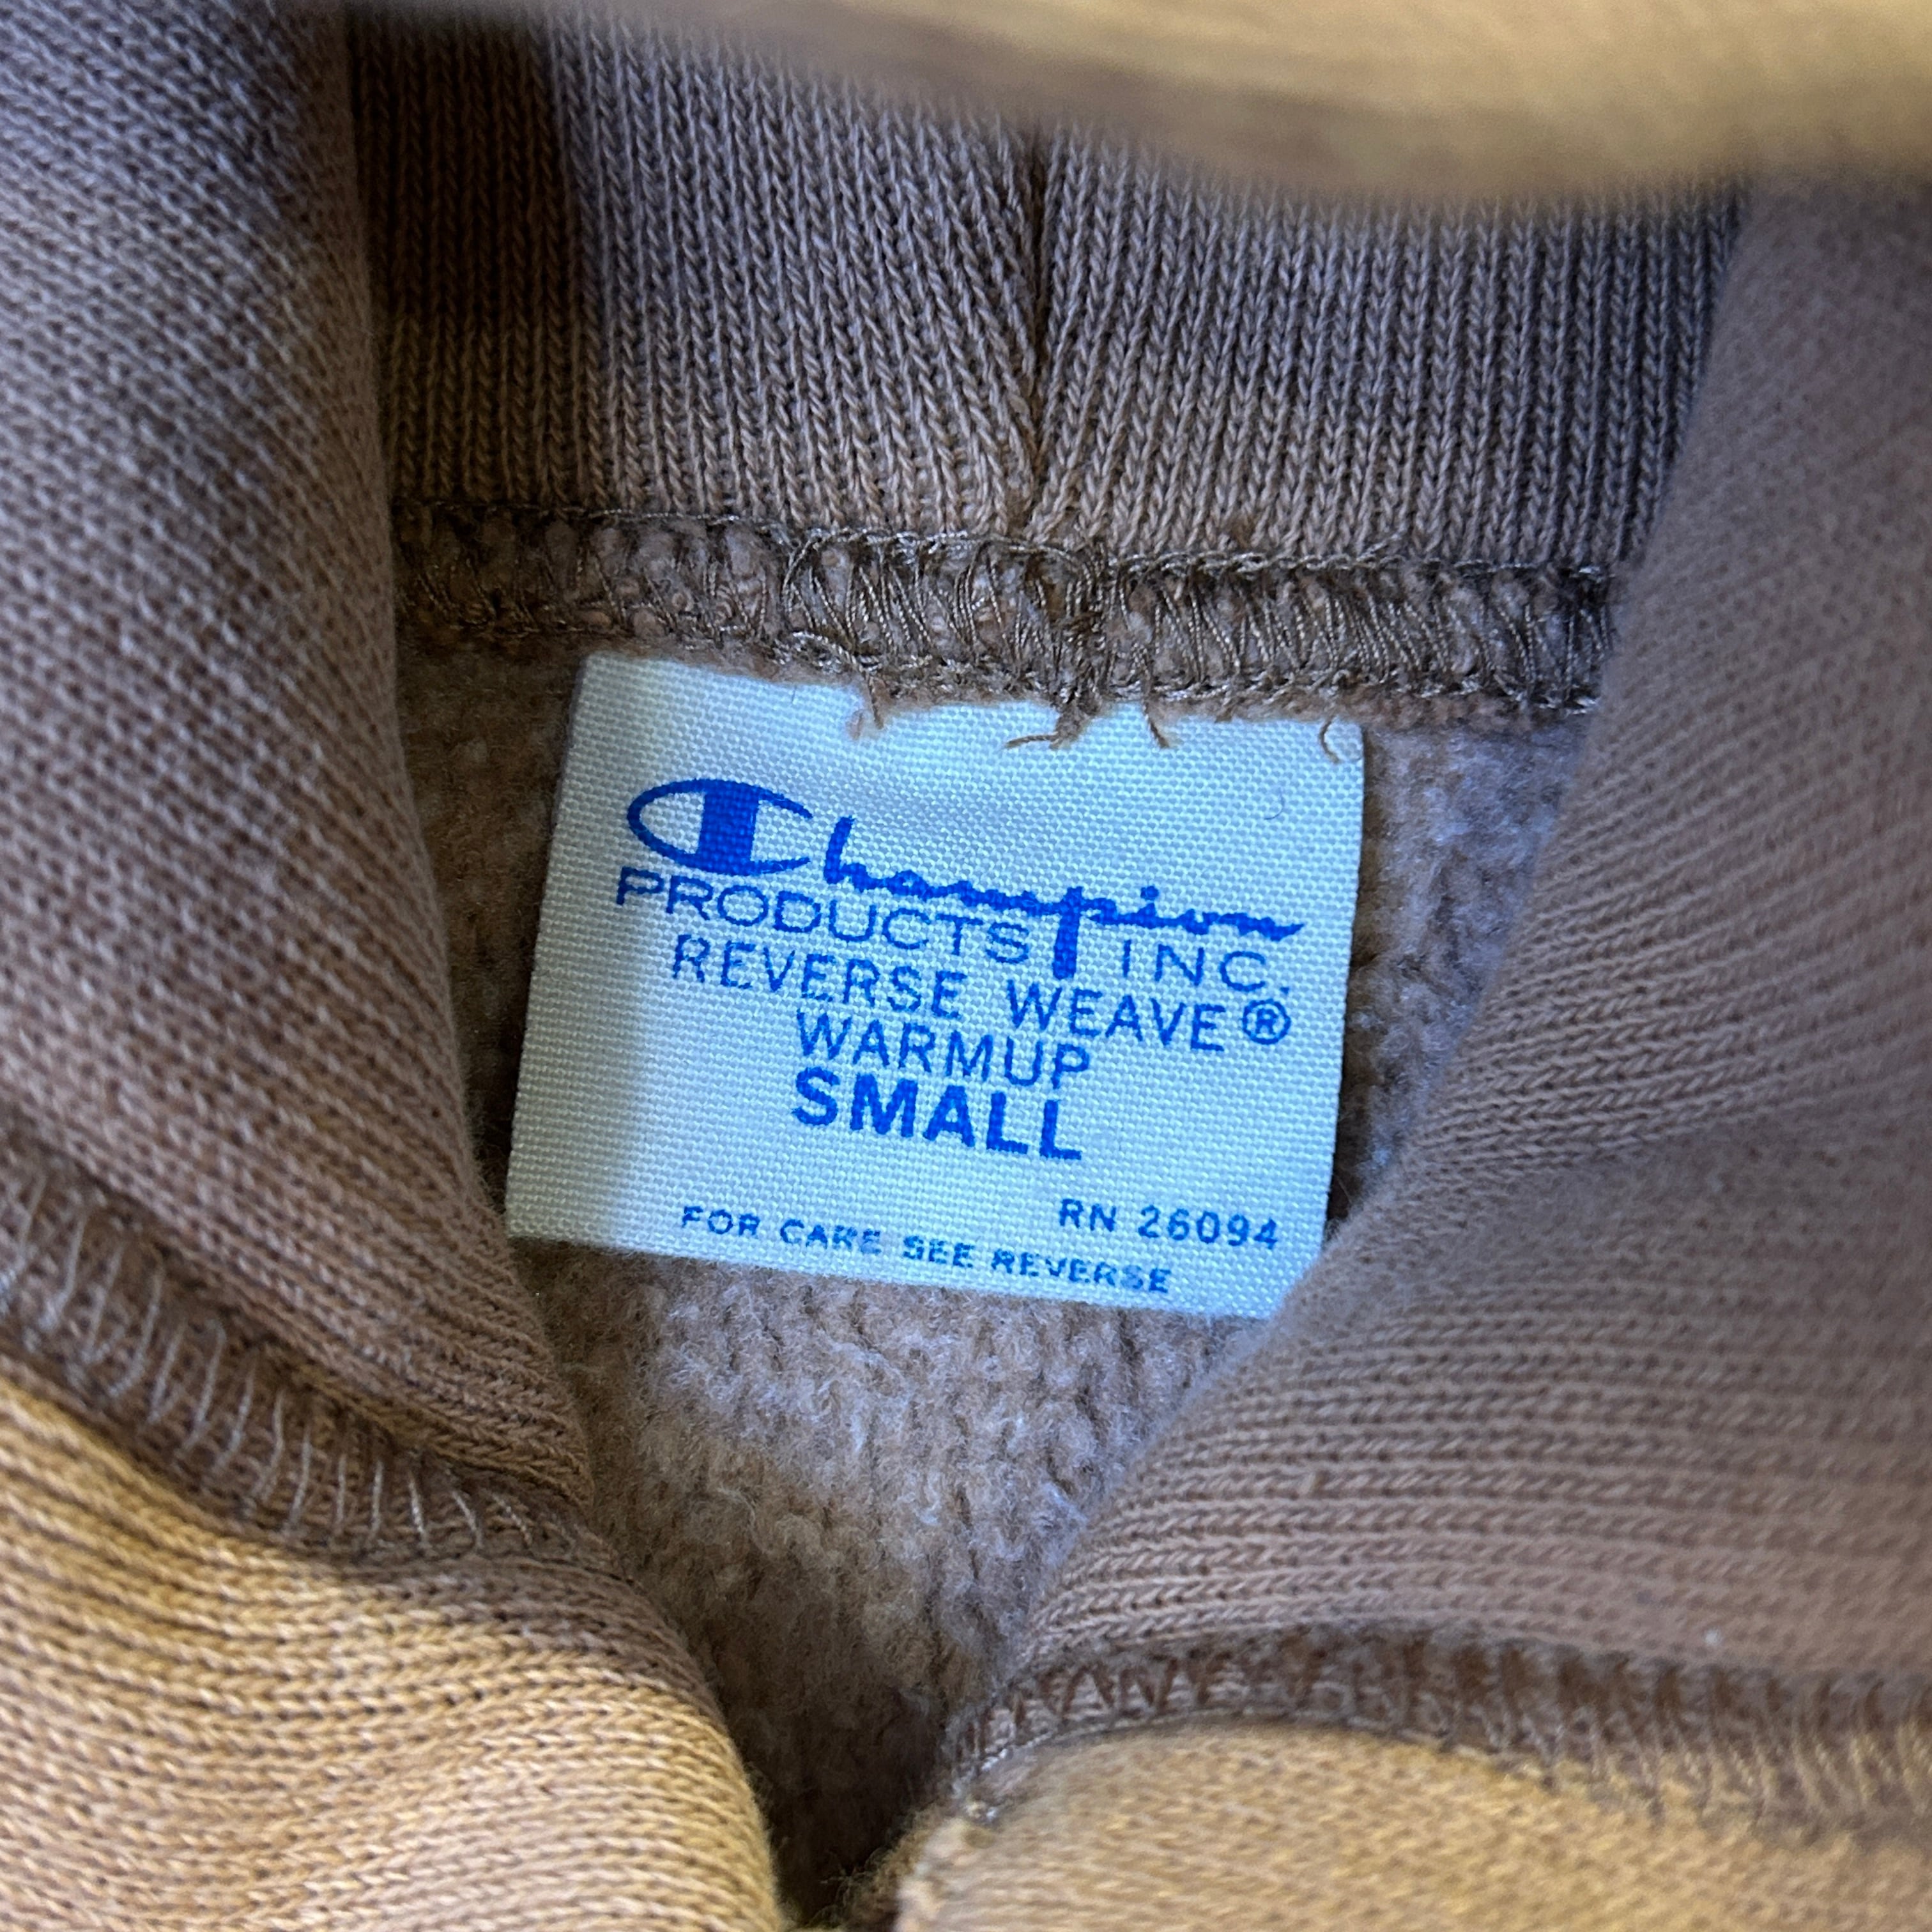 Champion
PRODUCTS INC.
REVERSE WEAVE®
WARMUP
SMALL
RN 26094
FOR CARE SEE REVERSE